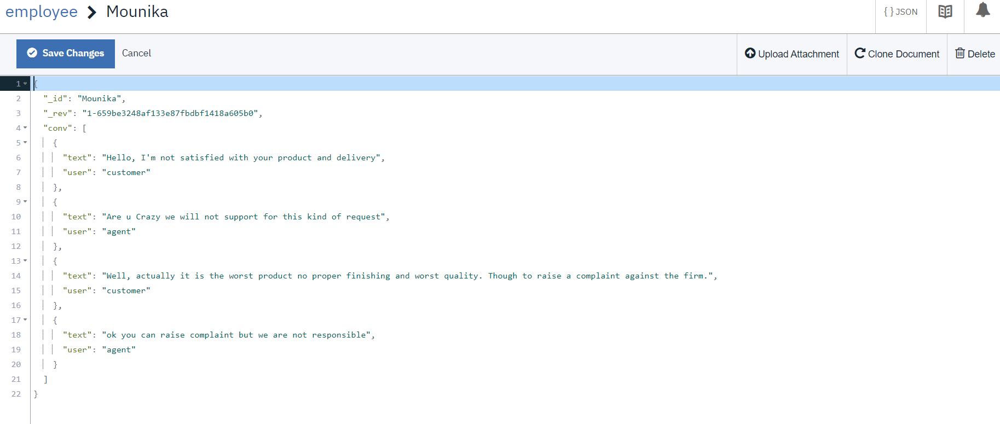 employee > Mounika
{ } JSON
Save Changes Cancel Upload Attachment Clone Document Delete
1 {
2 "_id": "Mounika",
3 "_rev": "1-659be3248af133e87fbdbf1418a605b0",
4 "conv": [
5 {
6 "text": "Hello, I'm not satisfied with your product and delivery",
7 "user": "customer"
8 },
9 {
10 "text": "Are u Crazy we will not support for this kind of request",
11 "user": "agent"
12 },
13 {
14 "text": "Well, actually it is the worst product no proper finishing and worst quality. Though to raise a complaint against the firm.",
15 "user": "customer"
16 },
17 {
18 "text": "ok you can raise complaint but we are not responsible",
19 "user": "agent"
20 }
21 ]
22 }